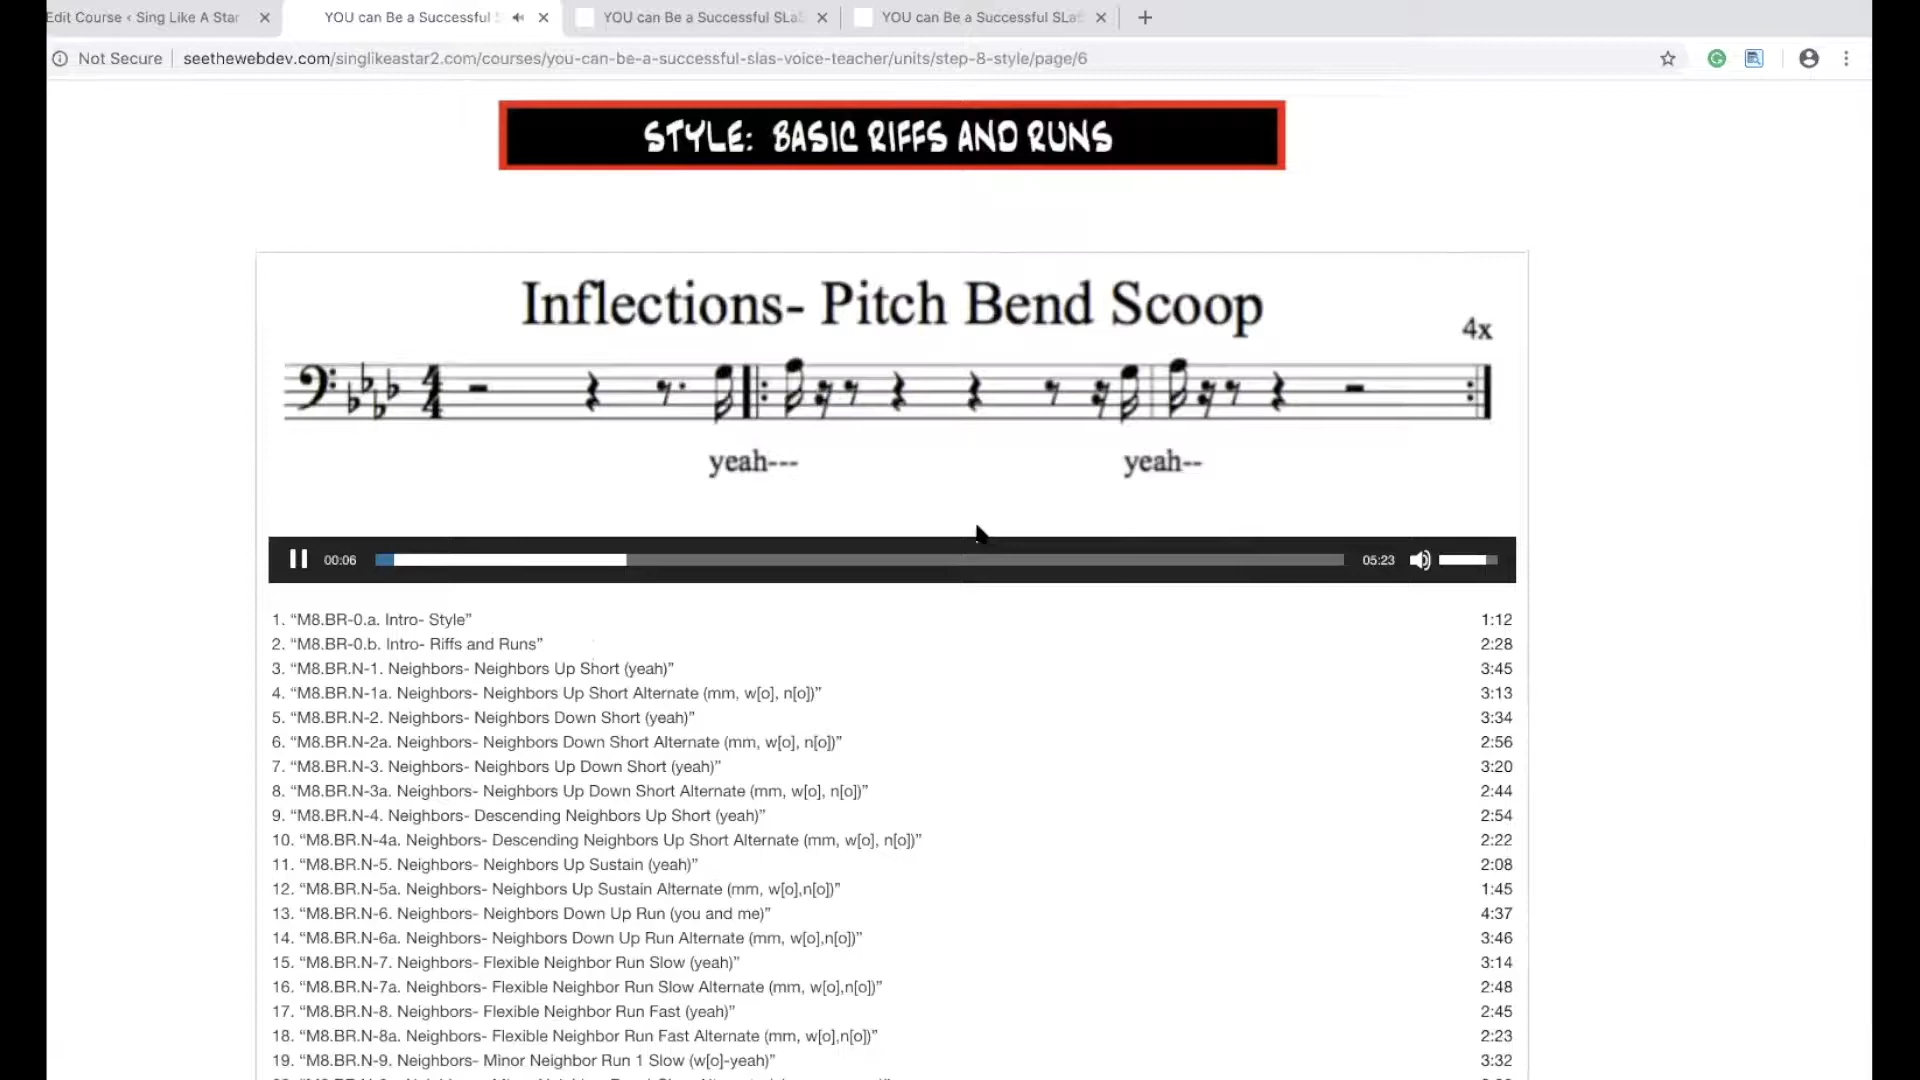 Edit Course ‹ Sing Like A Star
YOU can Be a Successful
YOU can Be a Successful SLa
YOU can Be a Successful SLa
Not Secure
seethewebdev.com/singlikeastar2.com/courses/you-can-be-a-successful-slas-voice-teacher/units/step-8-style/page/6
STYLE: BASIC RIFFS AND RUNS
Inflections- Pitch Bend Scoop
4x
yeah--- yeah--
00:06 05:23
1. “M8.BR-0.a. Intro- Style” 1:12
2. “M8.BR-0.b. Intro- Riffs and Runs” 2:28
3. “M8.BR.N-1. Neighbors- Neighbors Up Short (yeah)” 3:45
4. “M8.BR.N-1a. Neighbors- Neighbors Up Short Alternate (mm, w[o], n[o])” 3:13
5. “M8.BR.N-2. Neighbors- Neighbors Down Short (yeah)” 3:34
6. “M8.BR.N-2a. Neighbors- Neighbors Down Short Alternate (mm, w[o], n[o])” 2:56
7. “M8.BR.N-3. Neighbors- Neighbors Up Down Short (yeah)” 3:20
8. “M8.BR.N-3a. Neighbors- Neighbors Up Down Short Alternate (mm, w[o], n[o])” 2:44
9. “M8.BR.N-4. Neighbors- Descending Neighbors Up Short (yeah)” 2:54
10. “M8.BR.N-4a. Neighbors- Descending Neighbors Up Short Alternate (mm, w[o], n[o])” 2:22
11. “M8.BR.N-5. Neighbors- Neighbors Up Sustain (yeah)” 2:08
12. “M8.BR.N-5a. Neighbors- Neighbors Up Sustain Alternate (mm, w[o],n[o])” 1:45
13. “M8.BR.N-6. Neighbors- Neighbors Down Up Run (you and me)” 4:37
14. “M8.BR.N-6a. Neighbors- Neighbors Down Up Run Alternate (mm, w[o],n[o])” 3:46
15. “M8.BR.N-7. Neighbors- Flexible Neighbor Run Slow (yeah)” 3:14
16. “M8.BR.N-7a. Neighbors- Flexible Neighbor Run Slow Alternate (mm, w[o],n[o])” 2:48
17. “M8.BR.N-8. Neighbors- Flexible Neighbor Run Fast (yeah)” 2:45
18. “M8.BR.N-8a. Neighbors- Flexible Neighbor Run Fast Alternate (mm, w[o],n[o])” 2:23
19. “M8.BR.N-9. Neighbors- Minor Neighbor Run 1 Slow (w[o]-yeah)” 3:32